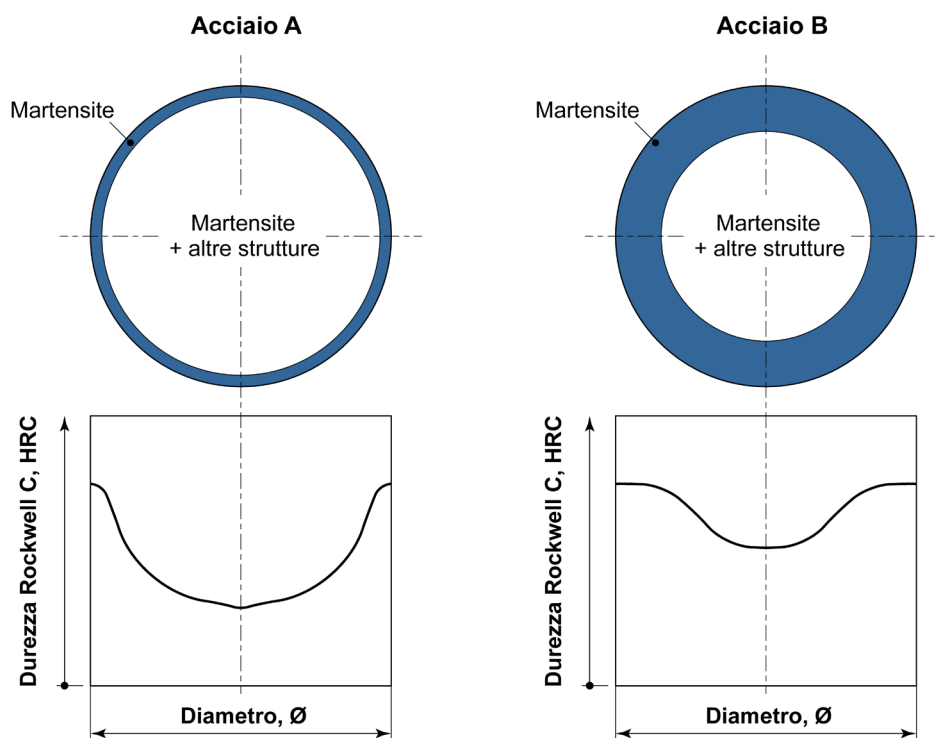 Acciaio A
Martensite
Martensite
+ altre strutture
Durezza Rockwell C, HRC
Diametro, Ø
Acciaio B
Martensite
Martensite
+ altre strutture
Durezza Rockwell C, HRC
Diametro, Ø